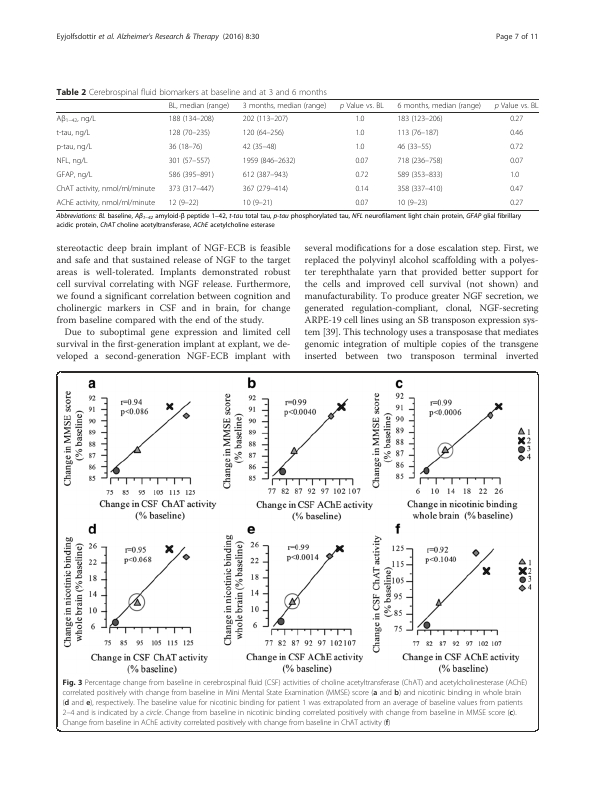 Eyjolfsdottir et al. Alzheimer's Research & Therapy (2016) 8:30
Page 7 of 11
Table 2 Cerebrospinal fluid biomarkers at baseline and at 3 and 6 months
BL, median (range) 3 months, median (range) p Value vs. BL 6 months, median (range) p Value vs. BL
Aβ1–42, ng/L 188 (134–208) 202 (113–207) 1.0 183 (123–206) 0.27
t-tau, ng/L 128 (70–235) 120 (64–256) 1.0 113 (76–187) 0.46
p-tau, ng/L 36 (18–76) 42 (35–48) 1.0 46 (33–55) 0.72
NFL, ng/L 301 (57–557) 1959 (846–2632) 0.07 718 (236–758) 0.07
GFAP, ng/L 586 (395–891) 612 (387–943) 0.72 589 (353–833) 1.0
ChAT activity, nmol/ml/minute 373 (317–447) 367 (279–414) 0.14 358 (337–410) 0.47
AChE activity, nmol/ml/minute 12 (9–22) 10 (9–21) 0.07 10 (9–23) 0.27
Abbreviations: BL baseline, Aβ1–42 amyloid-β peptide 1–42, t-tau total tau, p-tau phosphorylated tau, NFL neurofilament light chain protein, GFAP glial fibrillary
acidic protein, ChAT choline acetyltransferase, AChE acetylcholine esterase
stereotactic deep brain implant of NGF-ECB is feasible
and safe and that sustained release of NGF to the target
areas is well-tolerated. Implants demonstrated robust
cell survival correlating with NGF release. Furthermore,
we found a significant correlation between cognition and
cholinergic markers in CSF and in brain, for change
from baseline compared with the end of the study.
Due to suboptimal gene expression and limited cell
survival in the first-generation implant at explant, we de-
veloped a second-generation NGF-ECB implant with
several modifications for a dose escalation step. First, we
replaced the polyvinyl alcohol scaffolding with a polyes-
ter terephthalate yarn that provided better support for
the cells and improved cell survival (not shown) and
manufacturability. To produce greater NGF secretion, we
generated regulation-compliant, clonal, NGF-secreting
ARPE-19 cell lines using an SB transposon expression sys-
tem [39]. This technology uses a transposase that mediates
genomic integration of multiple copies of the transgene
inserted between two transposon terminal inverted
a
Change in MMSE score
(% baseline)
92
91
90
89
88
87
86
85
r=0.94
p<0.086
75 85 95 105 115 125
Change in CSF ChAT activity
(% baseline)
b
Change in MMSE score
(% baseline)
92
91
90
89
88
87
86
85
r=0.99
p<0.0040
77 82 87 92 97 102 107
Change in CSF AChE activity
(% baseline)
c
Change in MMSE score
(% baseline)
92
91
90
89
88
87
86
85
r=0.99
p<0.0006
6 10 14 18 22 26
Change in nicotinic binding
whole brain (% baseline)
1
2
3
4
d
Change in nicotinic binding
whole brain (% baseline)
26
22
18
14
10
6
r=0.95
p<0.068
75 85 95 105 115 125
Change in CSF ChAT activity
(% baseline)
e
Change in nicotinic binding
whole brain (% baseline)
26
22
18
14
10
6
r=0.99
p<0.0014
77 82 87 92 97 102 107
Change in CSF AChE activity
(% baseline)
f
Change in CSF ChAT activity
(% baseline)
125
115
105
95
85
75
r=0.92
p<0.1040
77 82 87 92 97 102 107
Change in CSF AChE activity
(% baseline)
1
2
3
4
Fig. 3 Percentage change from baseline in cerebrospinal fluid (CSF) activities of choline acetyltransferase (ChAT) and acetylcholinesterase (AChE)
correlated positively with change from baseline in Mini Mental State Examination (MMSE) score (a and b) and nicotinic binding in whole brain
(d and e), respectively. The baseline value for nicotinic binding for patient 1 was extrapolated from an average of baseline values from patients
2–4 and is indicated by a circle. Change from baseline in nicotinic binding correlated positively with change from baseline in MMSE score (c).
Change from baseline in AChE activity correlated positively with change from baseline in ChAT activity (f)